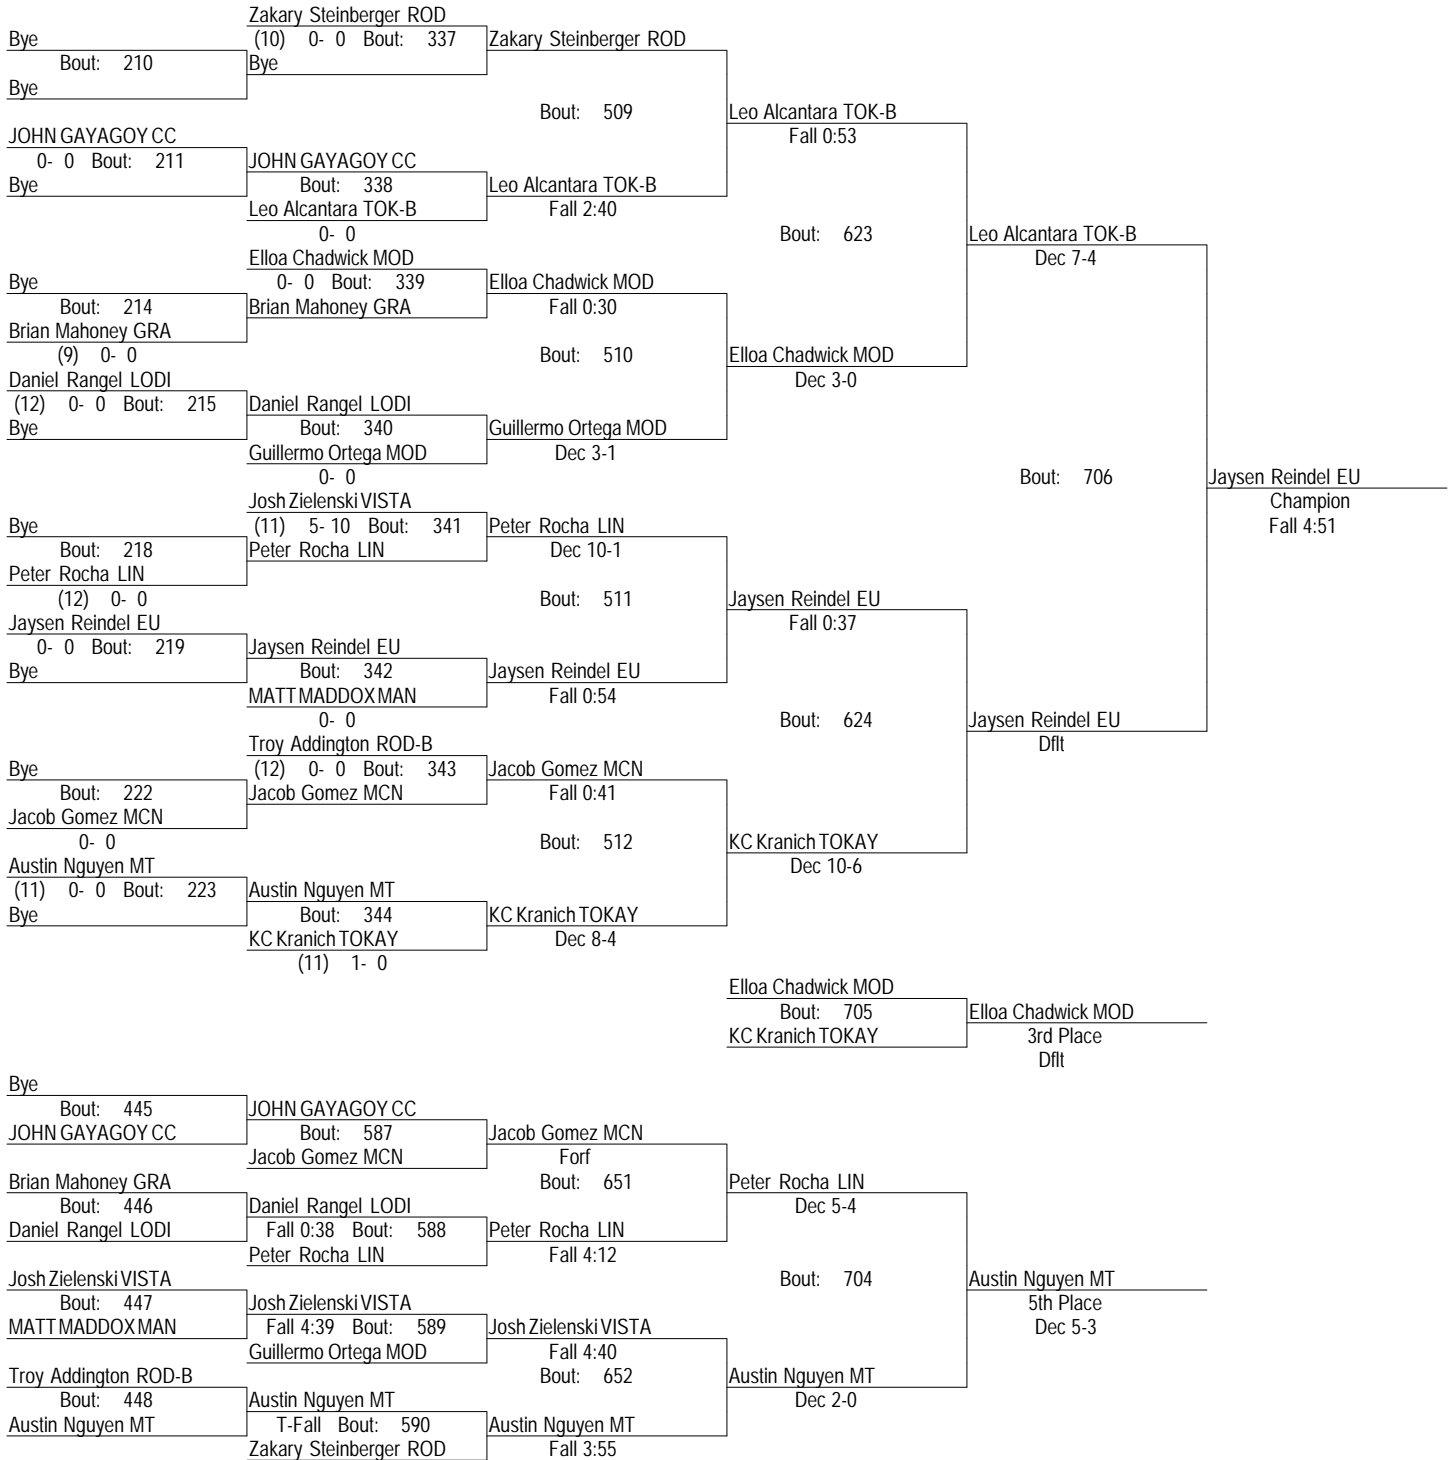 Zakary Steinberger ROD
Bye (10) 0- 0 Bout: 337 Zakary Steinberger ROD
Bout: 210 Bye
Bye
Bout: 509 Leo Alcantara TOK-B
JOHN GAYAGOY CC Fall 0:53
0- 0 Bout: 211 JOHN GAYAGOY CC
Bye Bout: 338 Leo Alcantara TOK-B
Leo Alcantara TOK-B Fall 2:40
0- 0 Bout: 623 Leo Alcantara TOK-B
Elloa Chadwick MOD Dec 7-4
Bye 0- 0 Bout: 339 Elloa Chadwick MOD
Bout: 214 Brian Mahoney GRA Fall 0:30
Brian Mahoney GRA
(9) 0- 0 Bout: 510 Elloa Chadwick MOD
Daniel Rangel LODI Dec 3-0
(12) 0- 0 Bout: 215 Daniel Rangel LODI
Bye Bout: 340 Guillermo Ortega MOD
Guillermo Ortega MOD Dec 3-1
0- 0 Bout: 706 Jaysen Reindel EU
Josh Zielenski VISTA Champion
Bye (11) 5- 10 Bout: 341 Peter Rocha LIN Fall 4:51
Bout: 218 Peter Rocha LIN Dec 10-1
Peter Rocha LIN
(12) 0- 0 Bout: 511 Jaysen Reindel EU
Jaysen Reindel EU Fall 0:37
0- 0 Bout: 219 Jaysen Reindel EU
Bye Bout: 342 Jaysen Reindel EU
MATT MADDOX MAN Fall 0:54
0- 0 Bout: 624 Jaysen Reindel EU
Troy Addington ROD-B Dflt
Bye (12) 0- 0 Bout: 343 Jacob Gomez MCN
Bout: 222 Jacob Gomez MCN Fall 0:41
Jacob Gomez MCN
0- 0 Bout: 512 KC Kranich TOKAY
Austin Nguyen MT Dec 10-6
(11) 0- 0 Bout: 223 Austin Nguyen MT
Bye Bout: 344 KC Kranich TOKAY
KC Kranich TOKAY Dec 8-4
(11) 1- 0
Elloa Chadwick MOD
Bout: 705 Elloa Chadwick MOD
KC Kranich TOKAY 3rd Place
Dflt
Bye
Bout: 445 JOHN GAYAGOY CC
JOHN GAYAGOY CC Bout: 587 Jacob Gomez MCN
Jacob Gomez MCN Forf
Brian Mahoney GRA Bout: 651 Peter Rocha LIN
Bout: 446 Daniel Rangel LODI Dec 5-4
Daniel Rangel LODI Fall 0:38 Bout: 588 Peter Rocha LIN
Peter Rocha LIN Fall 4:12
Josh Zielenski VISTA Bout: 704 Austin Nguyen MT
Bout: 447 Josh Zielenski VISTA 5th Place
MATT MADDOX MAN Fall 4:39 Bout: 589 Josh Zielenski VISTA Dec 5-3
Guillermo Ortega MOD Fall 4:40
Troy Addington ROD-B Bout: 652 Austin Nguyen MT
Bout: 448 Austin Nguyen MT Dec 2-0
Austin Nguyen MT T-Fall Bout: 590 Austin Nguyen MT
Zakary Steinberger ROD Fall 3:55